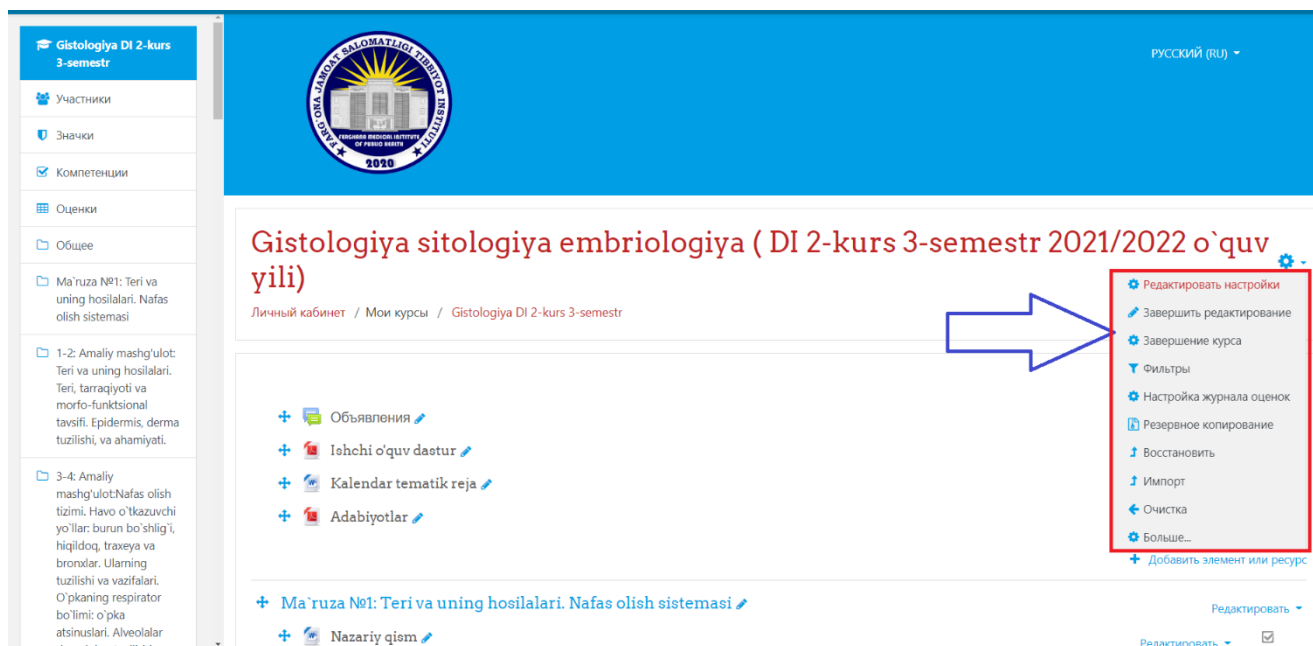 Gistologiya DI 2-kurs
3-semestr
Участники
Значки
Компетенции
Оценки
Общее
Ma`ruza №1: Teri va
uning hosilalari. Nafas
olish sistemasi
1-2: Amaliy mashg'ulot:
Teri va uning hosilalari.
Teri, tarraqiyoti va
morfo-funktsional
tavsifi. Epidermis, derma
tuzilishi, va ahamiyati.
3-4: Amaliy
mashg'ulot:Nafas olish
tizimi. Havo o`tkazuvchi
yo`llar: burun bo`shlig`i,
hiqildoq, traxeya va
bronxlar. Ularning
tuzilishi va vazifalari.
O`pkaning respirator
bo`limi: o`pka
atsinuslari. Alveolalar
FARG'ONA JAMOAT SALOMATLIGI TIBBIYOT INSTITUTI
FERGHANA MEDICAL INSTITUTE
OF PUBLIC HEALTH
2020
РУССКИЙ (RU)
Gistologiya sitologiya embriologiya ( DI 2-kurs 3-semestr 2021/2022 o`quv
yili)
Личный кабинет / Мои курсы / Gistologiya DI 2-kurs 3-semestr
Редактировать настройки
Завершить редактирование
Завершение курса
Фильтры
Настройка журнала оценок
Резервное копирование
Восстановить
Импорт
Очистка
Больше...
Объявления
Ishchi o'quv dastur
Kalendar tematik reja
Adabiyotlar
Добавить элемент или ресурс
Ma`ruza №1: Teri va uning hosilalari. Nafas olish sistemasi
Редактировать
Nazariy qism
Редактировать